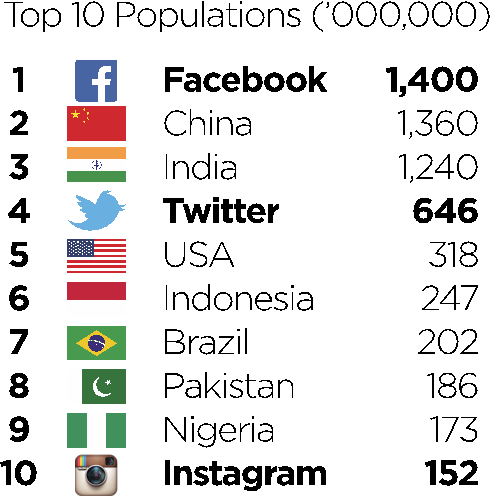 Top 10 Populations (’000,000)
1 Facebook 1,400
2 China 1,360
3 India 1,240
4 Twitter 646
5 USA 318
6 Indonesia 247
7 Brazil 202
8 Pakistan 186
9 Nigeria 173
10 Instagram 152